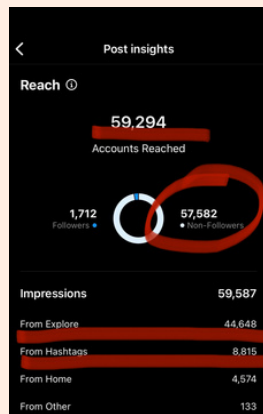 Post insights
Reach
59,294
Accounts Reached
1,712 57,582
Followers Non-Followers
Impressions 59,587
From Explore 44,648
From Hashtags 8,815
From Home 4,574
From Other 133